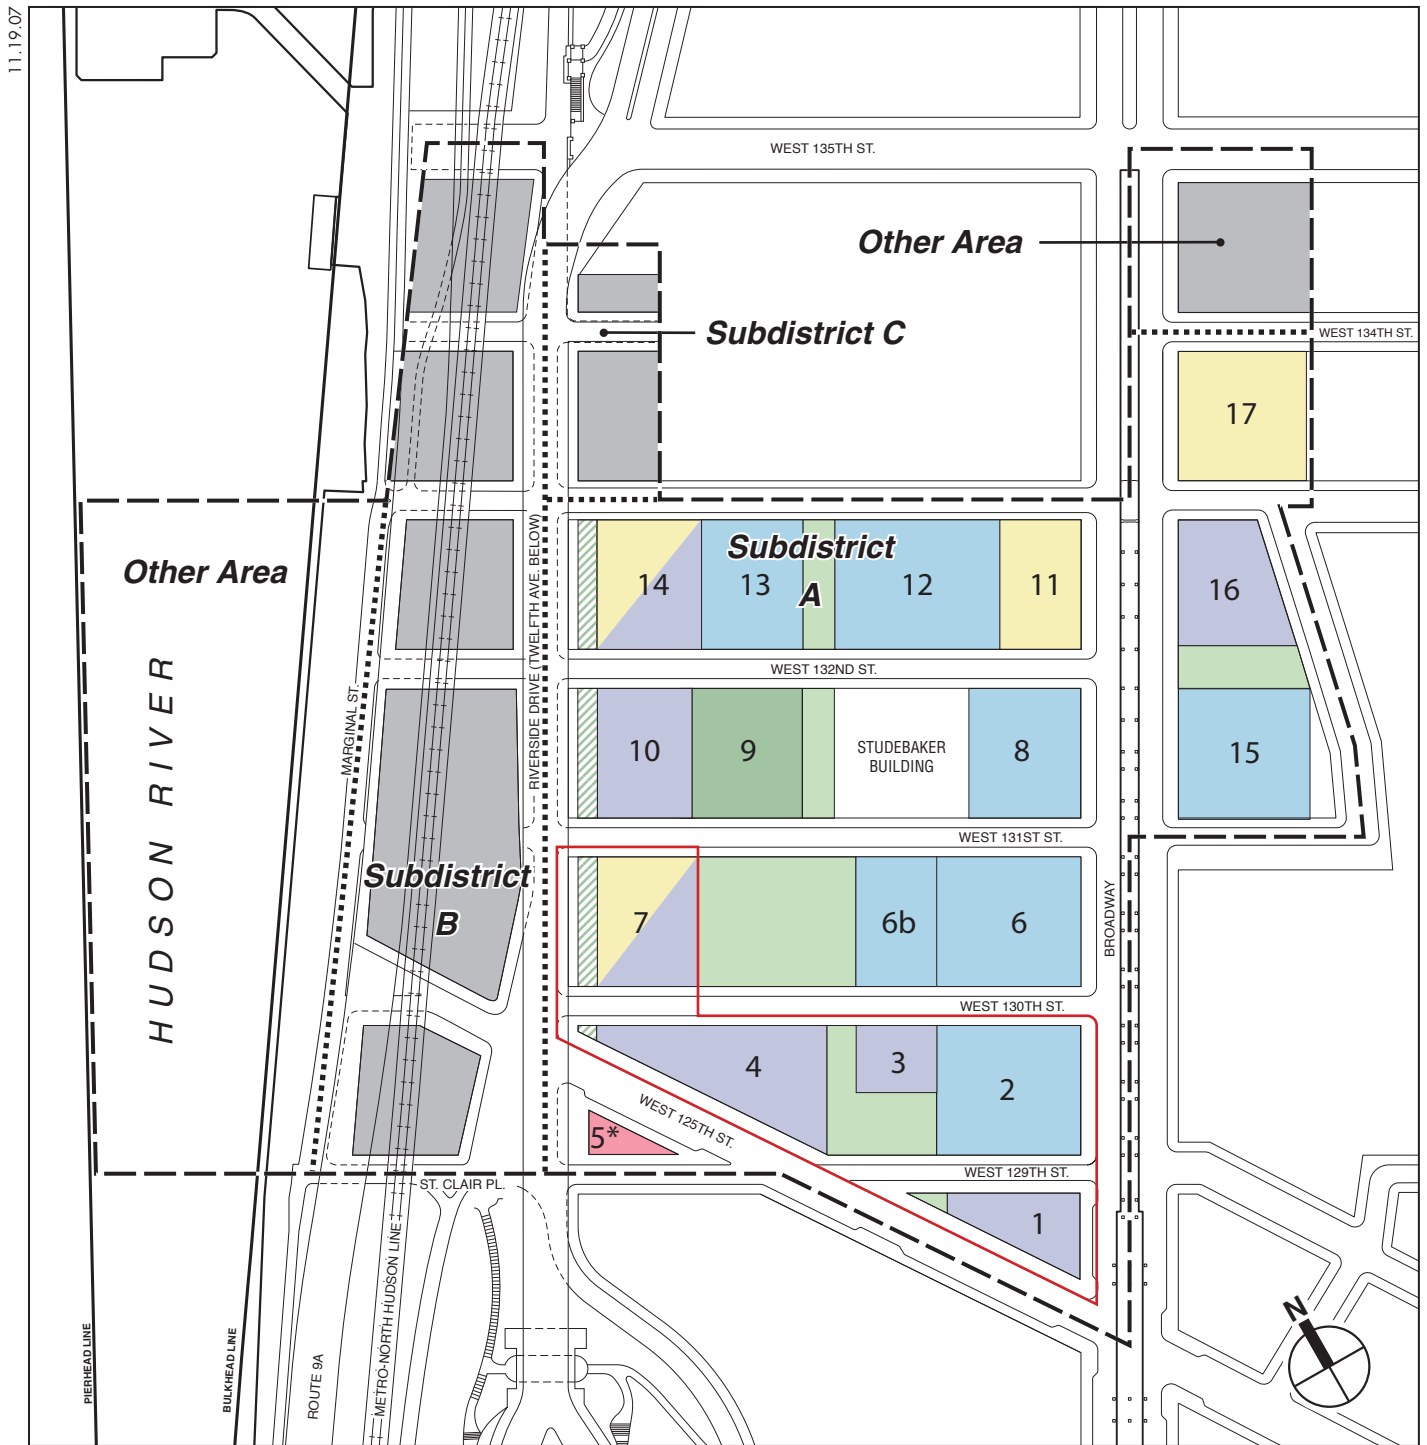 11.19.07
WEST 135TH ST.
Other Area
Subdistrict C
WEST 134TH ST.
17
Other Area
HUDSON RIVER
MARGINAL ST.
RIVERSIDE DRIVE (TWELFTH AVE. BELOW)
Subdistrict
A
14
13
12
11
16
WEST 132ND ST.
10
9
STUDEBAKER
BUILDING
8
15
WEST 131ST ST.
Subdistrict
B
7
6b
6
BROADWAY
WEST 130TH ST.
4
3
2
WEST 125TH ST.
5*
WEST 129TH ST.
ST. CLAIR PL.
1
PIERHEAD LINE
BULKHEAD LINE
ROUTE 9A
METRO-NORTH HUDSON LINE
N